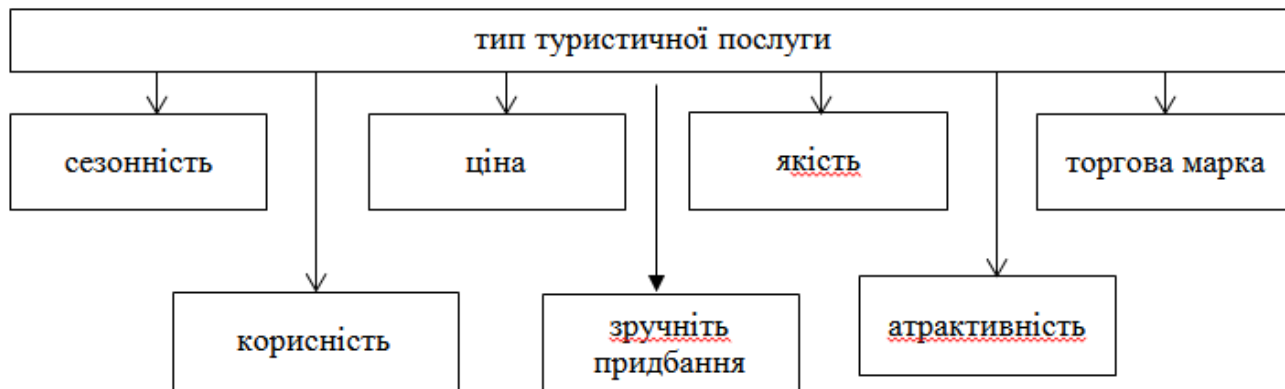 тип туристичної послуги
сезонність
ціна
якість
торгова марка
корисність
зручніть
придбання
атрактивність